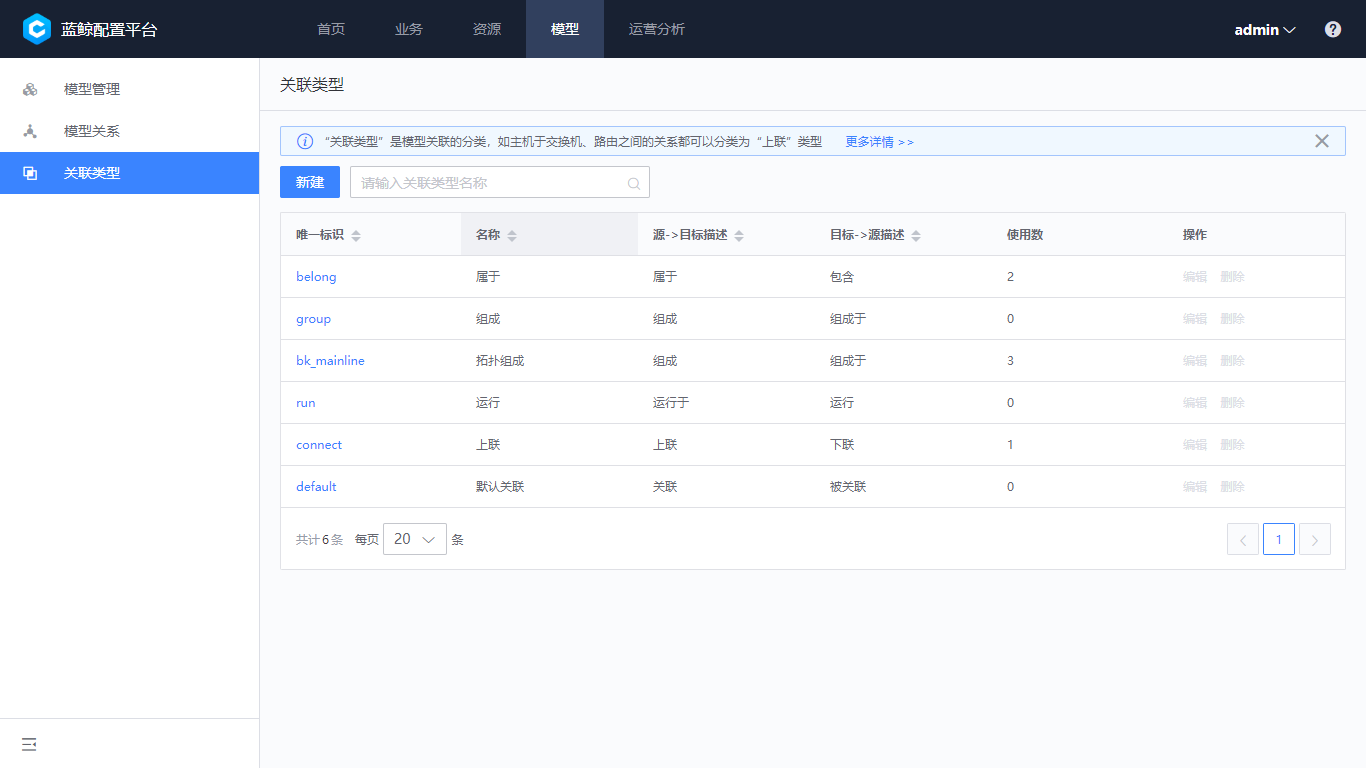 蓝鲸配置平台 首页 业务 资源 模型 运营分析 admin
模型管理
模型关系
关联类型
关联类型
“关联类型”是模型关联的分类，如主机于交换机、路由之间的关系都可以分类为“上联”类型 更多详情 >>
新建 请输入关联类型名称
唯一标识 名称 源->目标描述 目标->源描述 使用数 操作
belong 属于 属于 包含 2 编辑 删除
group 组成 组成 组成于 0 编辑 删除
bk_mainline 拓扑组成 组成 组成于 3 编辑 删除
run 运行 运行于 运行 0 编辑 删除
connect 上联 上联 下联 1 编辑 删除
default 默认关联 关联 被关联 0 编辑 删除
共计6条 每页 20 条 1